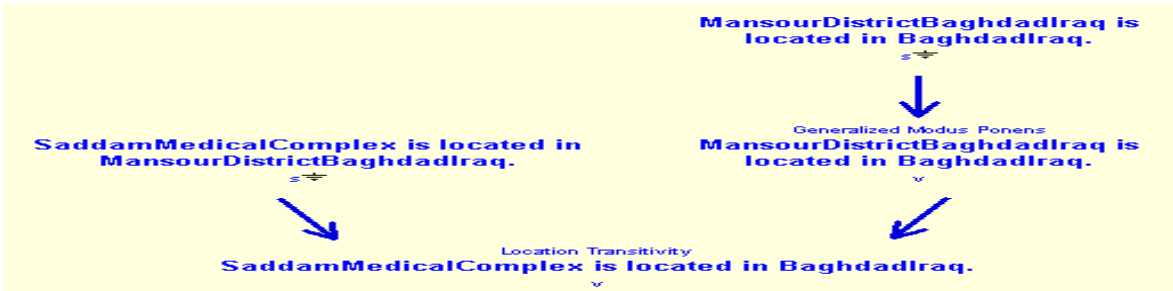 MansourDistrictBaghdadIraq is
located in BaghdadIraq.
s
Generalized Modus Ponens
MansourDistrictBaghdadIraq is
located in BaghdadIraq.
v
SaddamMedicalComplex is located in
MansourDistrictBaghdadIraq.
s
Location Transitivity
SaddamMedicalComplex is located in BaghdadIraq.
v